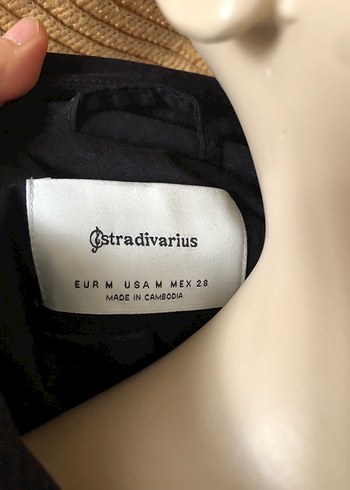 stradivarius
EUR M USA M MEX 28
MADE IN CAMBODIA